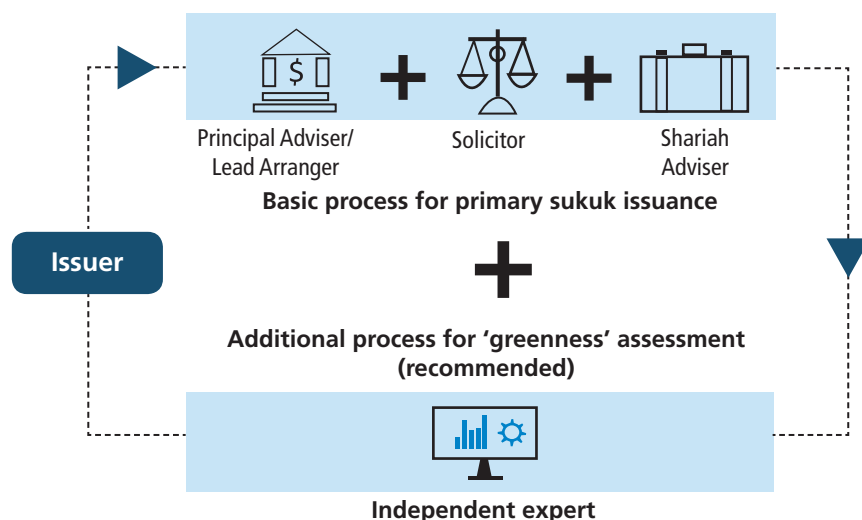 $
Principal Adviser/
Lead Arranger
Solicitor
Shariah
Adviser
Basic process for primary sukuk issuance
Issuer
Additional process for ‘greenness’ assessment
(recommended)
Independent expert